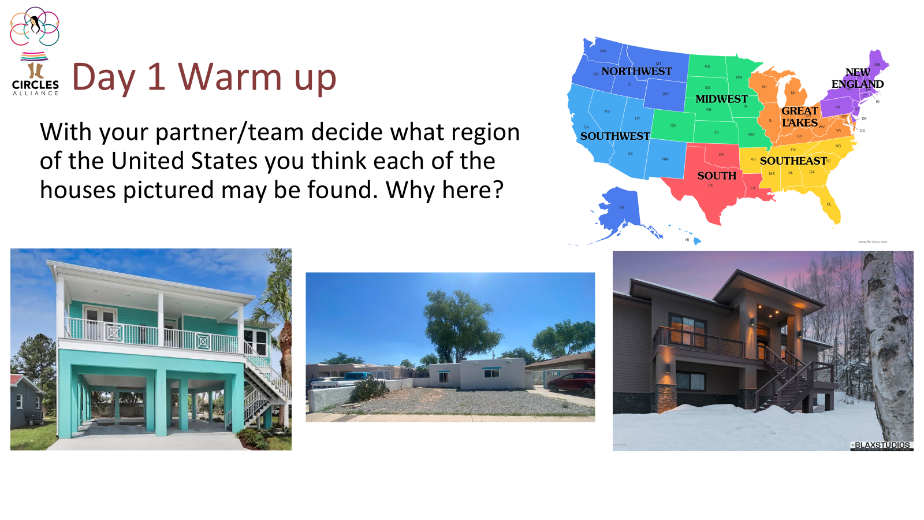 CIRCLES
ALLIANCE
Day 1 Warm up
With your partner/team decide what region
of the United States you think each of the
houses pictured may be found. Why here?
NORTHWEST
MIDWEST
NEW
ENGLAND
GREAT
LAKES
SOUTHWEST
SOUTHEAST
SOUTH
BLAXSTUDIOS